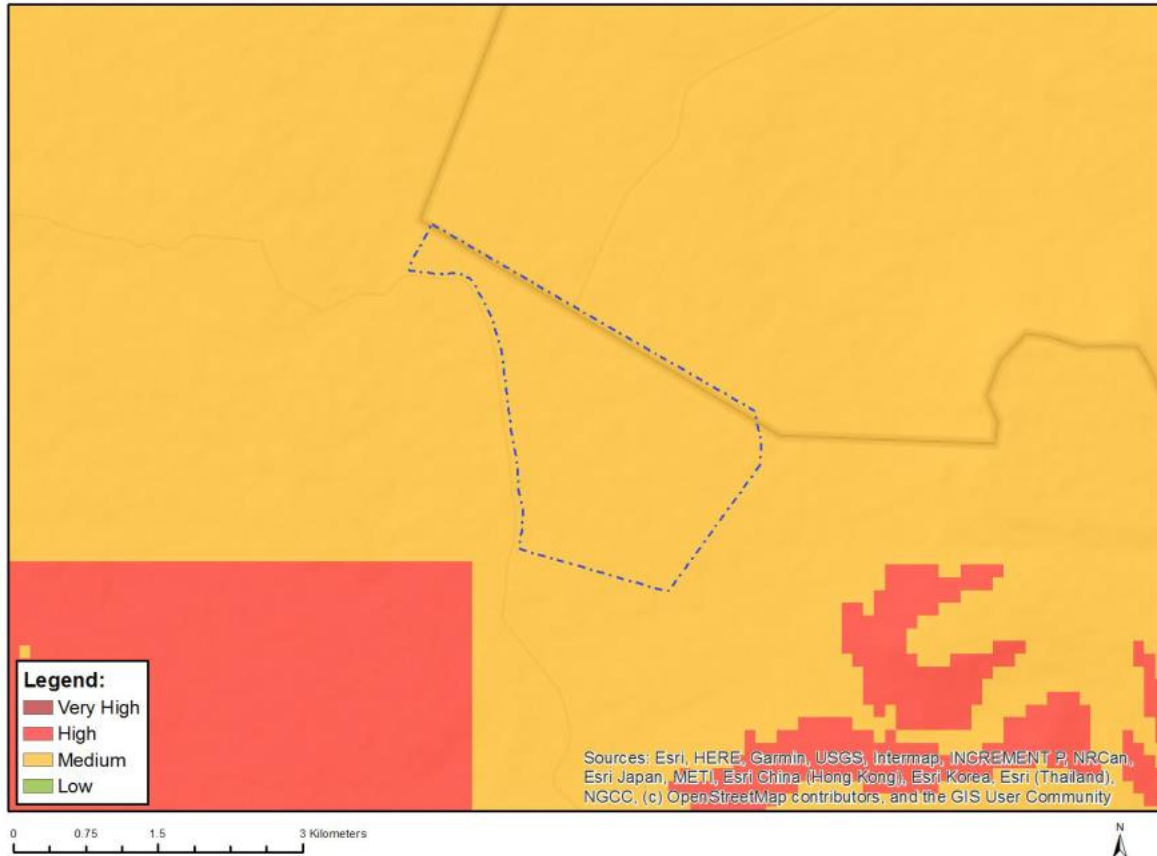 Legend:
Very High
High
Medium
Low
Sources: Esri, HERE, Garmin, USGS, Intermap, INCREMENT P, NRCan,
Esri Japan, METI, Esri China (Hong Kong), Esri Korea, Esri (Thailand),
NGCC, (c) OpenStreetMap contributors, and the GIS User Community
0 0.75 1.5 3 Kilometers
N